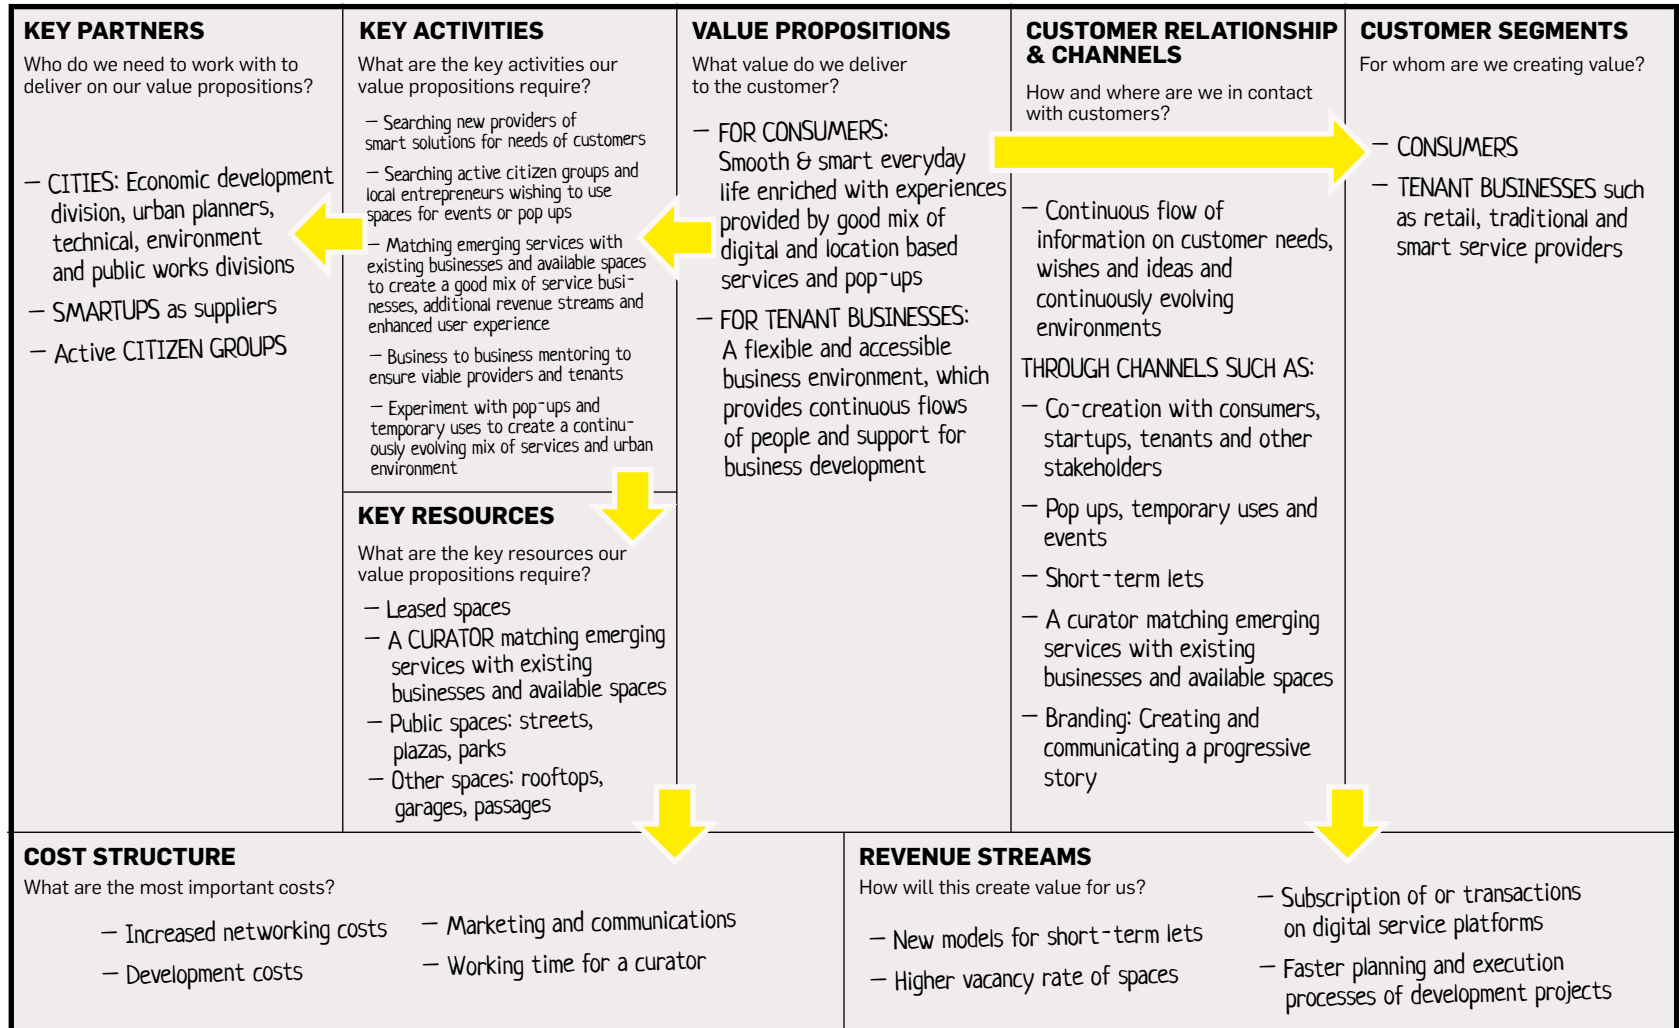 KEY PARTNERS
Who do we need to work with to
deliver on our value propositions?
— CITIES: Economic development
division, urban planners,
technical, environment
and public works divisions
— SMARTUPS as suppliers
— Active CITIZEN GROUPS
KEY ACTIVITIES
What are the key activities our
value propositions require?
— Searching new providers of
smart solutions for needs of customers
— Searching active citizen groups and
local entrepreneurs wishing to use
spaces for events or pop ups
— Matching emerging services with
existing businesses and available spaces
to create a good mix of service busi-
nesses, additional revenue streams and
enhanced user experience
— Business to business mentoring to
ensure viable providers and tenants
— Experiment with pop-ups and
temporary uses to create a continu-
ously evolving mix of services and urban
environment
KEY RESOURCES
What are the key resources our
value propositions require?
— Leased spaces
— A CURATOR matching emerging
services with existing
businesses and available spaces
— Public spaces: streets,
plazas, parks
— Other spaces: rooftops,
garages, passages
VALUE PROPOSITIONS
What value do we deliver
to the customer?
— FOR CONSUMERS:
Smooth & smart everyday
life enriched with experiences
provided by good mix of
digital and location based
services and pop-ups
— FOR TENANT BUSINESSES:
A flexible and accessible
business environment, which
provides continuous flows
of people and support for
business development
CUSTOMER RELATIONSHIP
& CHANNELS
How and where are we in contact
with customers?
— Continuous flow of
information on customer needs,
wishes and ideas and
continuously evolving
environments
THROUGH CHANNELS SUCH AS:
— Co-creation with consumers,
startups, tenants and other
stakeholders
— Pop ups, temporary uses and
events
— Short-term lets
— A curator matching emerging
services with existing
businesses and available spaces
— Branding: Creating and
communicating a progressive
story
CUSTOMER SEGMENTS
For whom are we creating value?
— CONSUMERS
— TENANT BUSINESSES such
as retail, traditional and
smart service providers
COST STRUCTURE
What are the most important costs?
— Increased networking costs
— Development costs
— Marketing and communications
— Working time for a curator
REVENUE STREAMS
How will this create value for us?
— New models for short-term lets
— Higher vacancy rate of spaces
— Subscription of or transactions
on digital service platforms
— Faster planning and execution
processes of development projects